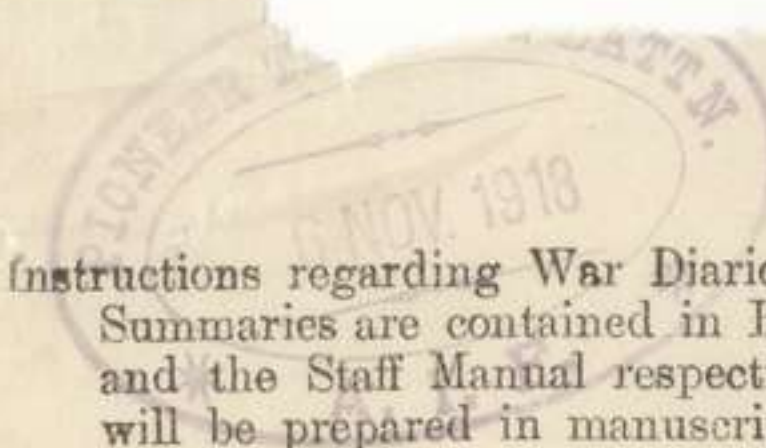 PIONEER T BATTN.
6 NOV. 1918
Instructions regarding War Diarie
Summaries are contained in F
and the Staff Manual respect
will be prepared in manuscri
* A.I.F.